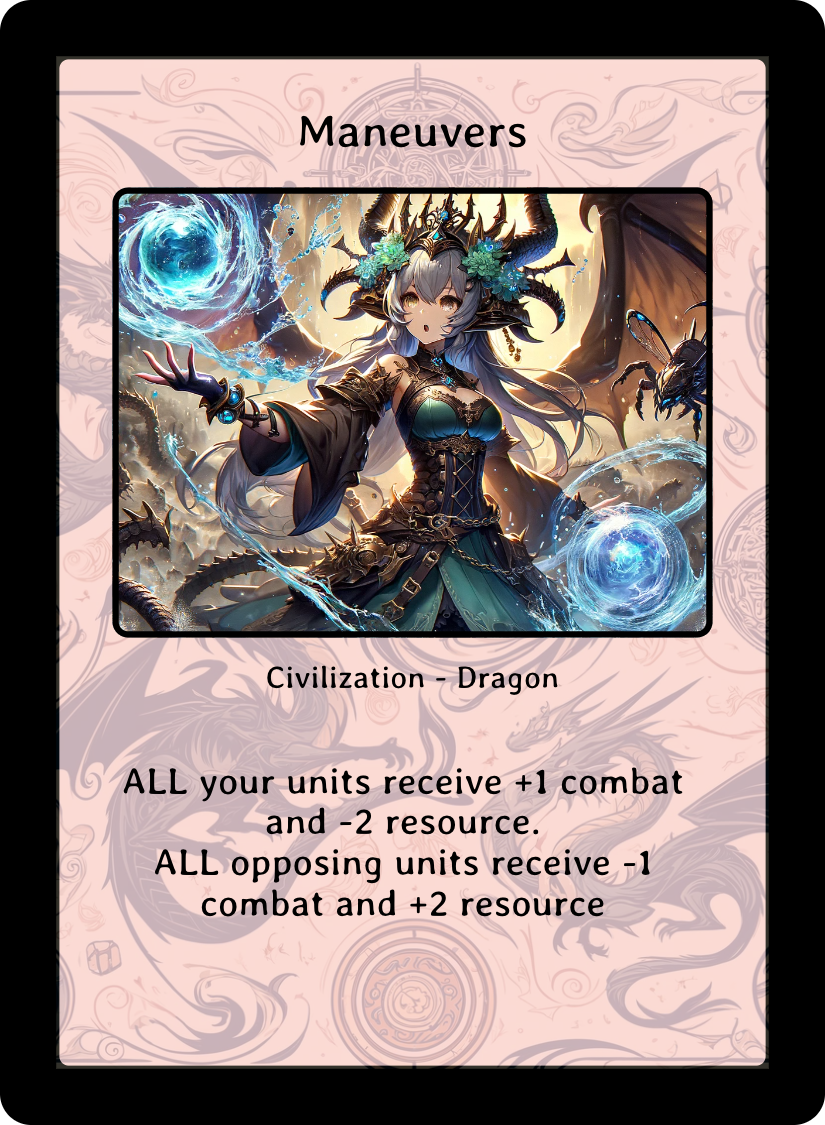 Maneuvers
Civilization - Dragon
ALL your units receive +1 combat
and -2 resource.
ALL opposing units receive -1
combat and +2 resource